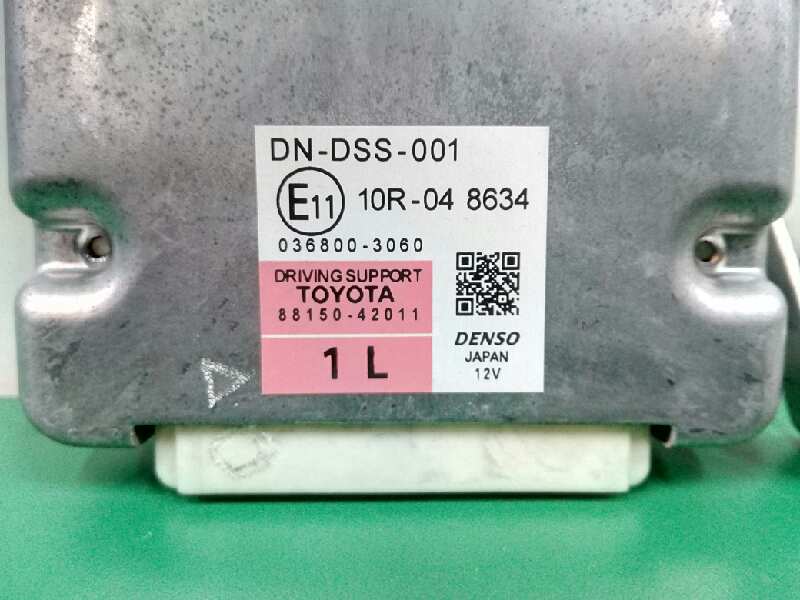 DN-DSS-001
E11 10R-04 8634
036800-3060
DRIVING SUPPORT
TOYOTA
88150-42011
1 L
DENSO
JAPAN
12V